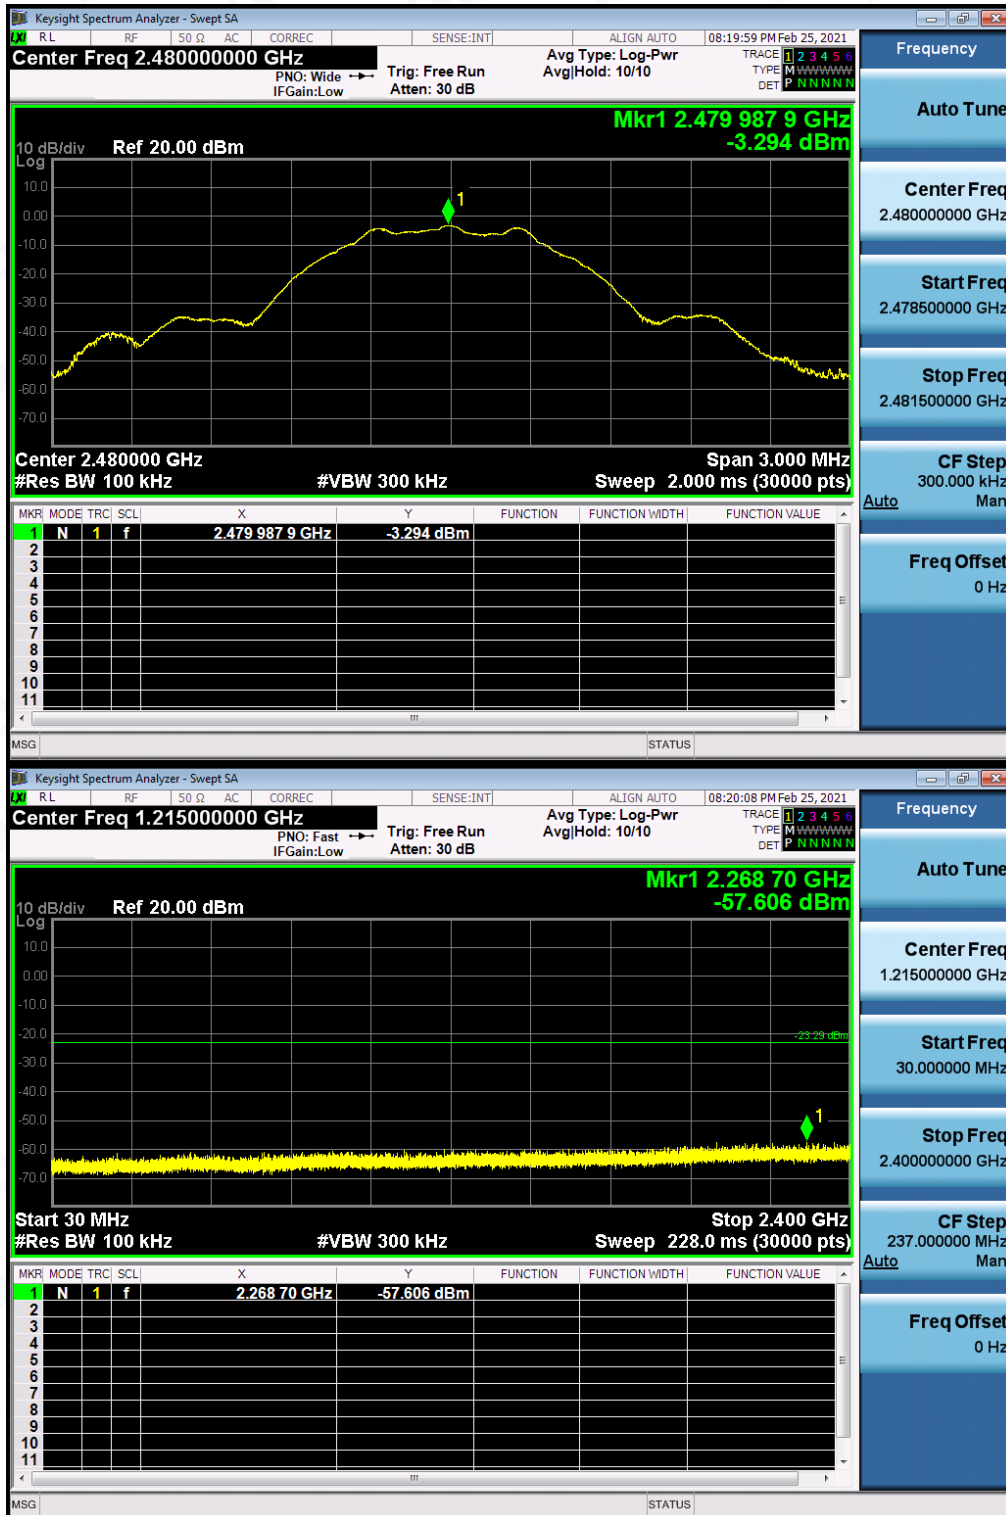 Keysight Spectrum Analyzer - Swept SA
LXI RL RF 50 Ω AC CORREC SENSE:INT ALIGN AUTO 08:19:59 PM Feb 25, 2021
Center Freq 2.480000000 GHz Avg Type: Log-Pwr TRACE 1 2 3 4 5 6
PNO: Wide Trig: Free Run Avg|Hold: 10/10 TYPE M WWWWW
IFGain:Low Atten: 30 dB DET P N N N N N
Mkr1 2.479 987 9 GHz
-3.294 dBm
10 dB/div Ref 20.00 dBm
Log
10.0
0.00
1
-10.0
-20.0
-30.0
-40.0
-50.0
-60.0
-70.0
Center 2.480000 GHz Span 3.000 MHz
#Res BW 100 kHz #VBW 300 kHz Sweep 2.000 ms (30000 pts)
MKR MODE TRC SCL X Y FUNCTION FUNCTION WIDTH FUNCTION VALUE
1 N 1 f 2.479 987 9 GHz -3.294 dBm
2
3
4
5
6
7
8
9
10
11
MSG STATUS
Frequency
Auto Tune
Center Freq
2.480000000 GHz
Start Freq
2.478500000 GHz
Stop Freq
2.481500000 GHz
CF Step
300.000 kHz
Auto Man
Freq Offset
0 Hz
Keysight Spectrum Analyzer - Swept SA
LXI RL RF 50 Ω AC CORREC SENSE:INT ALIGN AUTO 08:20:08 PM Feb 25, 2021
Center Freq 1.215000000 GHz Avg Type: Log-Pwr TRACE 1 2 3 4 5 6
PNO: Fast Trig: Free Run Avg|Hold: 10/10 TYPE M WWWWW
IFGain:Low Atten: 30 dB DET P N N N N N
Mkr1 2.268 70 GHz
-57.606 dBm
10 dB/div Ref 20.00 dBm
Log
10.0
0.00
-10.0
-20.0
-23.29 dBm
-30.0
-40.0
-50.0
1
-60.0
-70.0
Start 30 MHz Stop 2.400 GHz
#Res BW 100 kHz #VBW 300 kHz Sweep 228.0 ms (30000 pts)
MKR MODE TRC SCL X Y FUNCTION FUNCTION WIDTH FUNCTION VALUE
1 N 1 f 2.268 70 GHz -57.606 dBm
2
3
4
5
6
7
8
9
10
11
MSG STATUS
Frequency
Auto Tune
Center Freq
1.215000000 GHz
Start Freq
30.000000 MHz
Stop Freq
2.400000000 GHz
CF Step
237.000000 MHz
Auto Man
Freq Offset
0 Hz